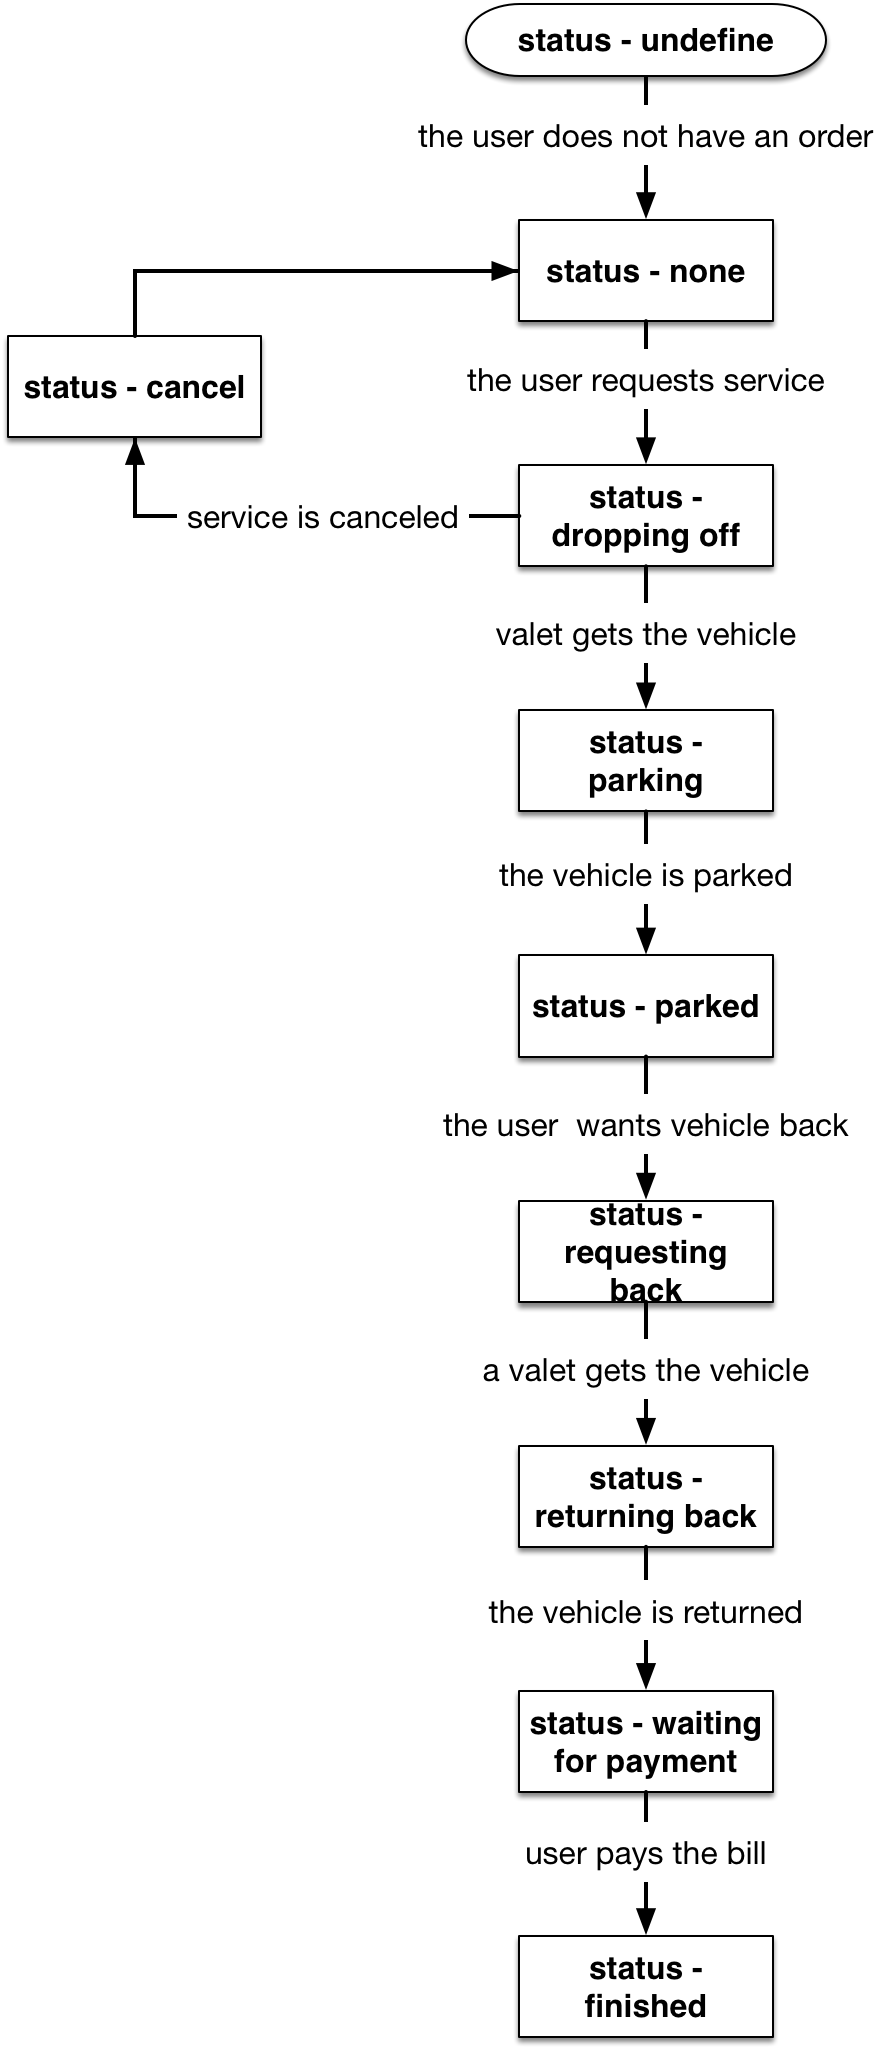 status - undefine
the user does not have an order
status - none
status - cancel
the user requests service
status -
dropping off
service is canceled
valet gets the vehicle
status -
parking
the vehicle is parked
status - parked
the user  wants vehicle back
status -
requesting
back
a valet gets the vehicle
status -
returning back
the vehicle is returned
status - waiting
for payment
user pays the bill
status -
finished